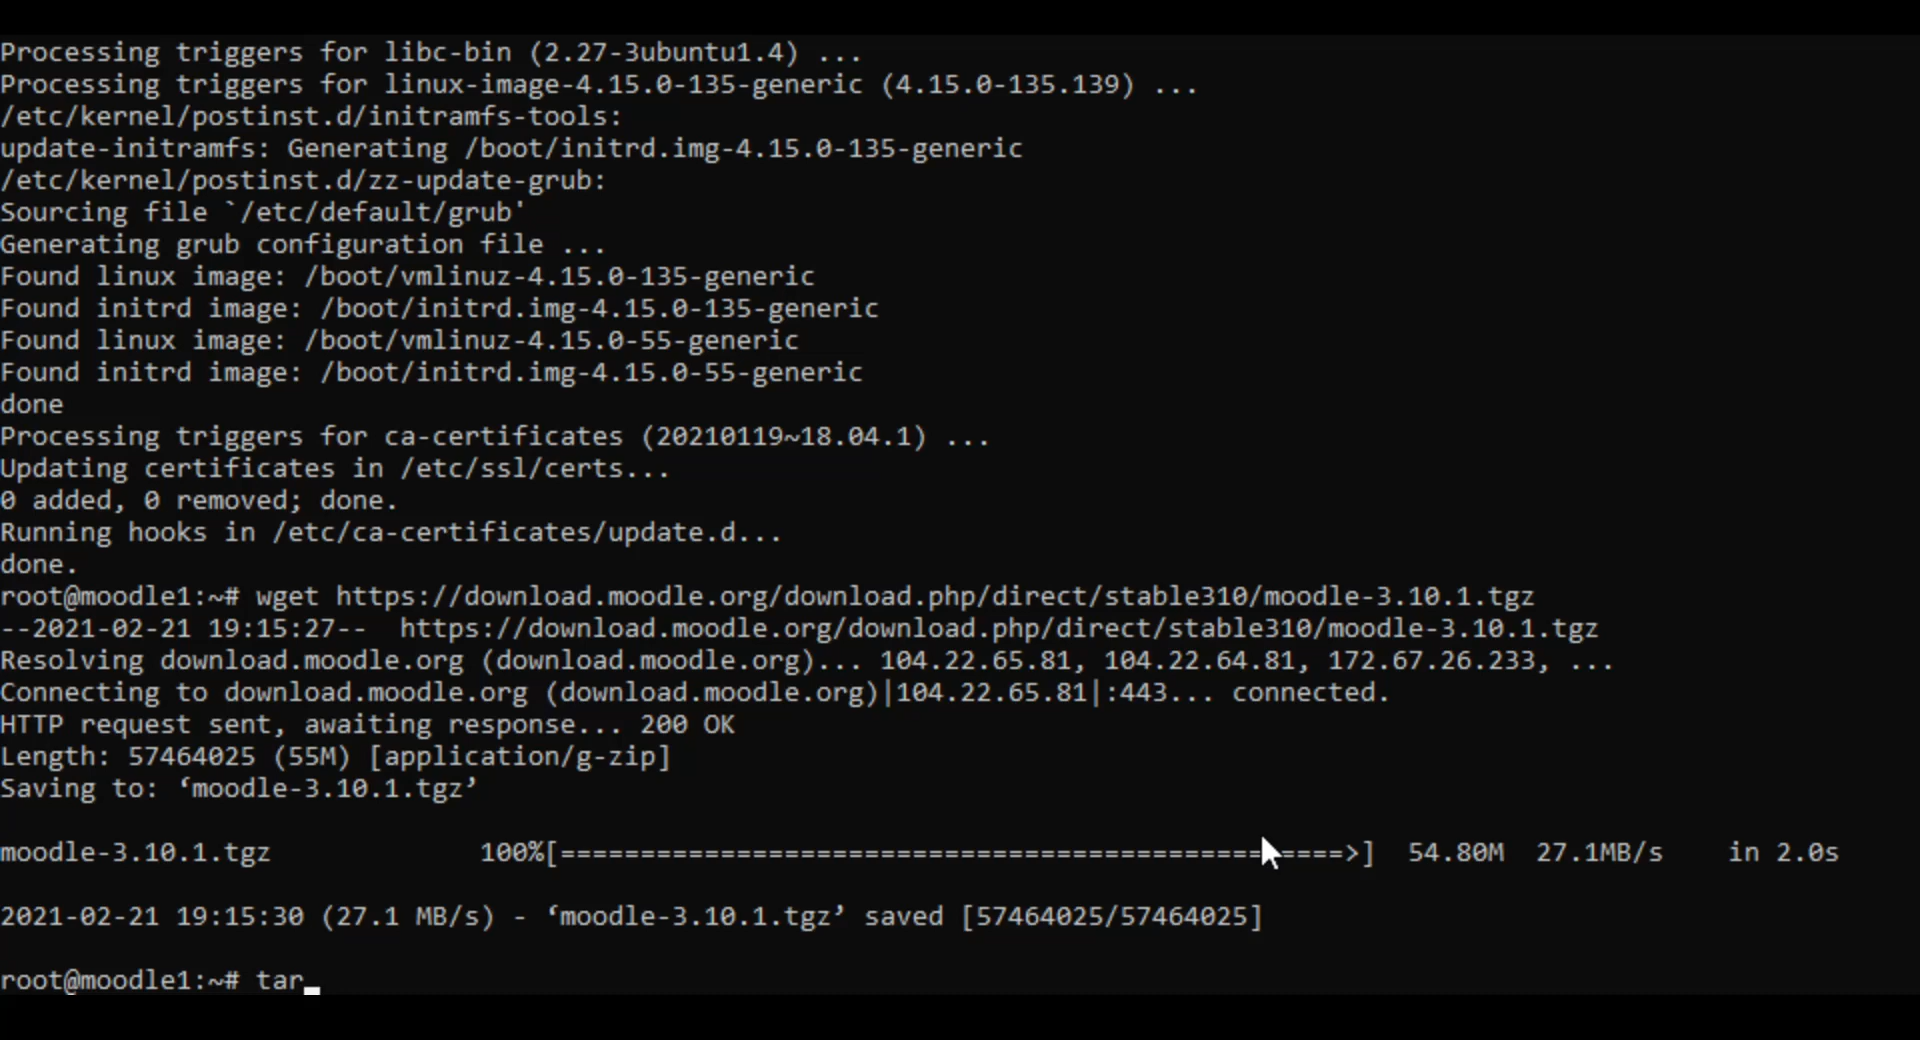 Processing triggers for libc-bin (2.27-3ubuntu1.4) ...
Processing triggers for linux-image-4.15.0-135-generic (4.15.0-135.139) ...
/etc/kernel/postinst.d/initramfs-tools:
update-initramfs: Generating /boot/initrd.img-4.15.0-135-generic
/etc/kernel/postinst.d/zz-update-grub:
Sourcing file `/etc/default/grub'
Generating grub configuration file ...
Found linux image: /boot/vmlinuz-4.15.0-135-generic
Found initrd image: /boot/initrd.img-4.15.0-135-generic
Found linux image: /boot/vmlinuz-4.15.0-55-generic
Found initrd image: /boot/initrd.img-4.15.0-55-generic
done
Processing triggers for ca-certificates (20210119~18.04.1) ...
Updating certificates in /etc/ssl/certs...
0 added, 0 removed; done.
Running hooks in /etc/ca-certificates/update.d...
done.
root@moodle1:~# wget https://download.moodle.org/download.php/direct/stable310/moodle-3.10.1.tgz
--2021-02-21 19:15:27--  https://download.moodle.org/download.php/direct/stable310/moodle-3.10.1.tgz
Resolving download.moodle.org (download.moodle.org)... 104.22.65.81, 104.22.64.81, 172.67.26.233, ...
Connecting to download.moodle.org (download.moodle.org)|104.22.65.81|:443... connected.
HTTP request sent, awaiting response... 200 OK
Length: 57464025 (55M) [application/g-zip]
Saving to: ‘moodle-3.10.1.tgz’
moodle-3.10.1.tgz             100%[=================================================>]  54.80M  27.1MB/s    in 2.0s
2021-02-21 19:15:30 (27.1 MB/s) - ‘moodle-3.10.1.tgz’ saved [57464025/57464025]
root@moodle1:~# tar